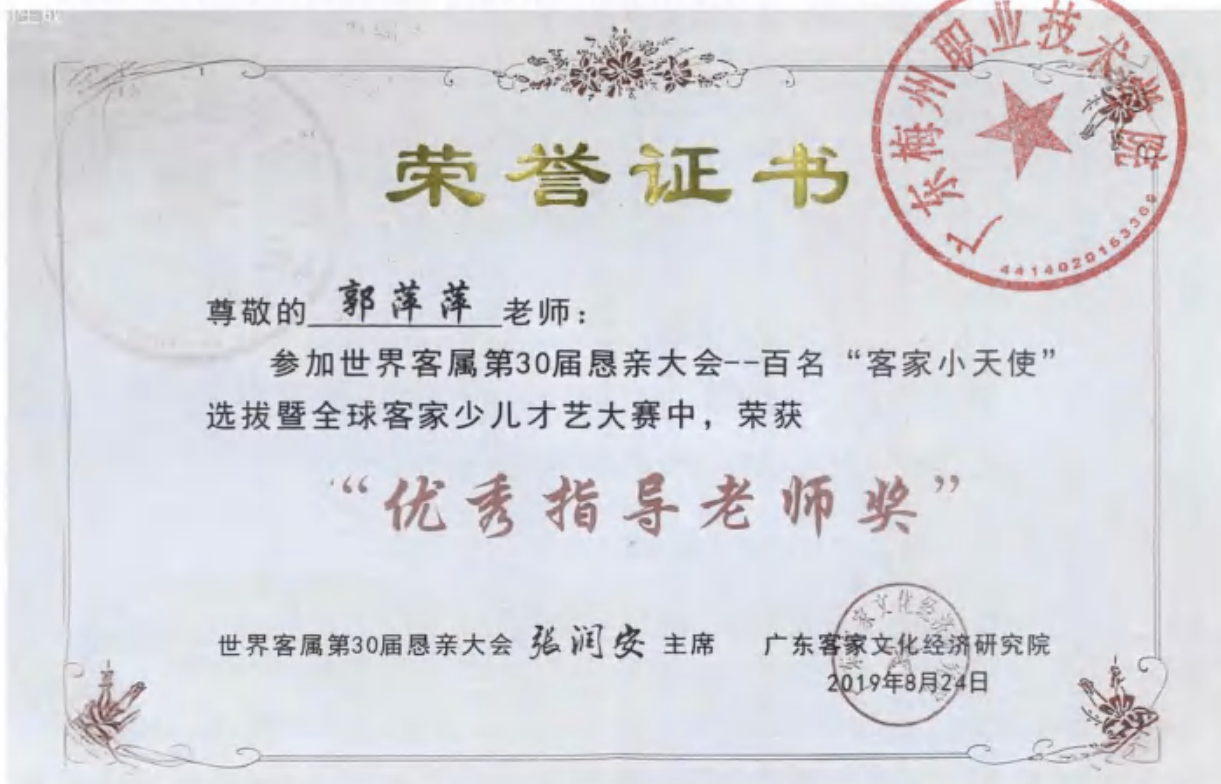 广东梅州职业技术学院
4414020163366
荣誉证书
尊敬的 郭萍萍 老师：
参加世界客属第30届恳亲大会--百名“客家小天使”
选拔暨全球客家少儿才艺大赛中，荣获
“优秀指导老师奖”
世界客属第30届恳亲大会 张润安 主席 广东客家文化经济研究院
2019年8月24日